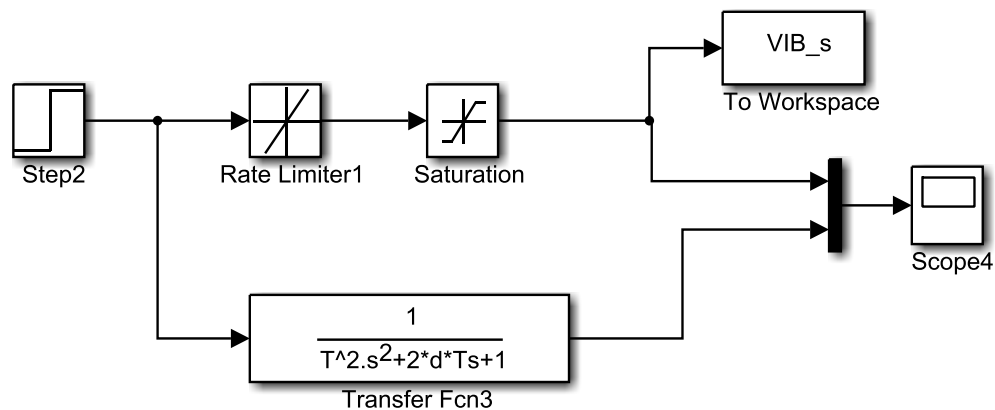 VIB_s
To Workspace
Step2
Rate Limiter1
Saturation
Scope4
1
T^2.s2+2*d*Ts+1
Transfer Fcn3